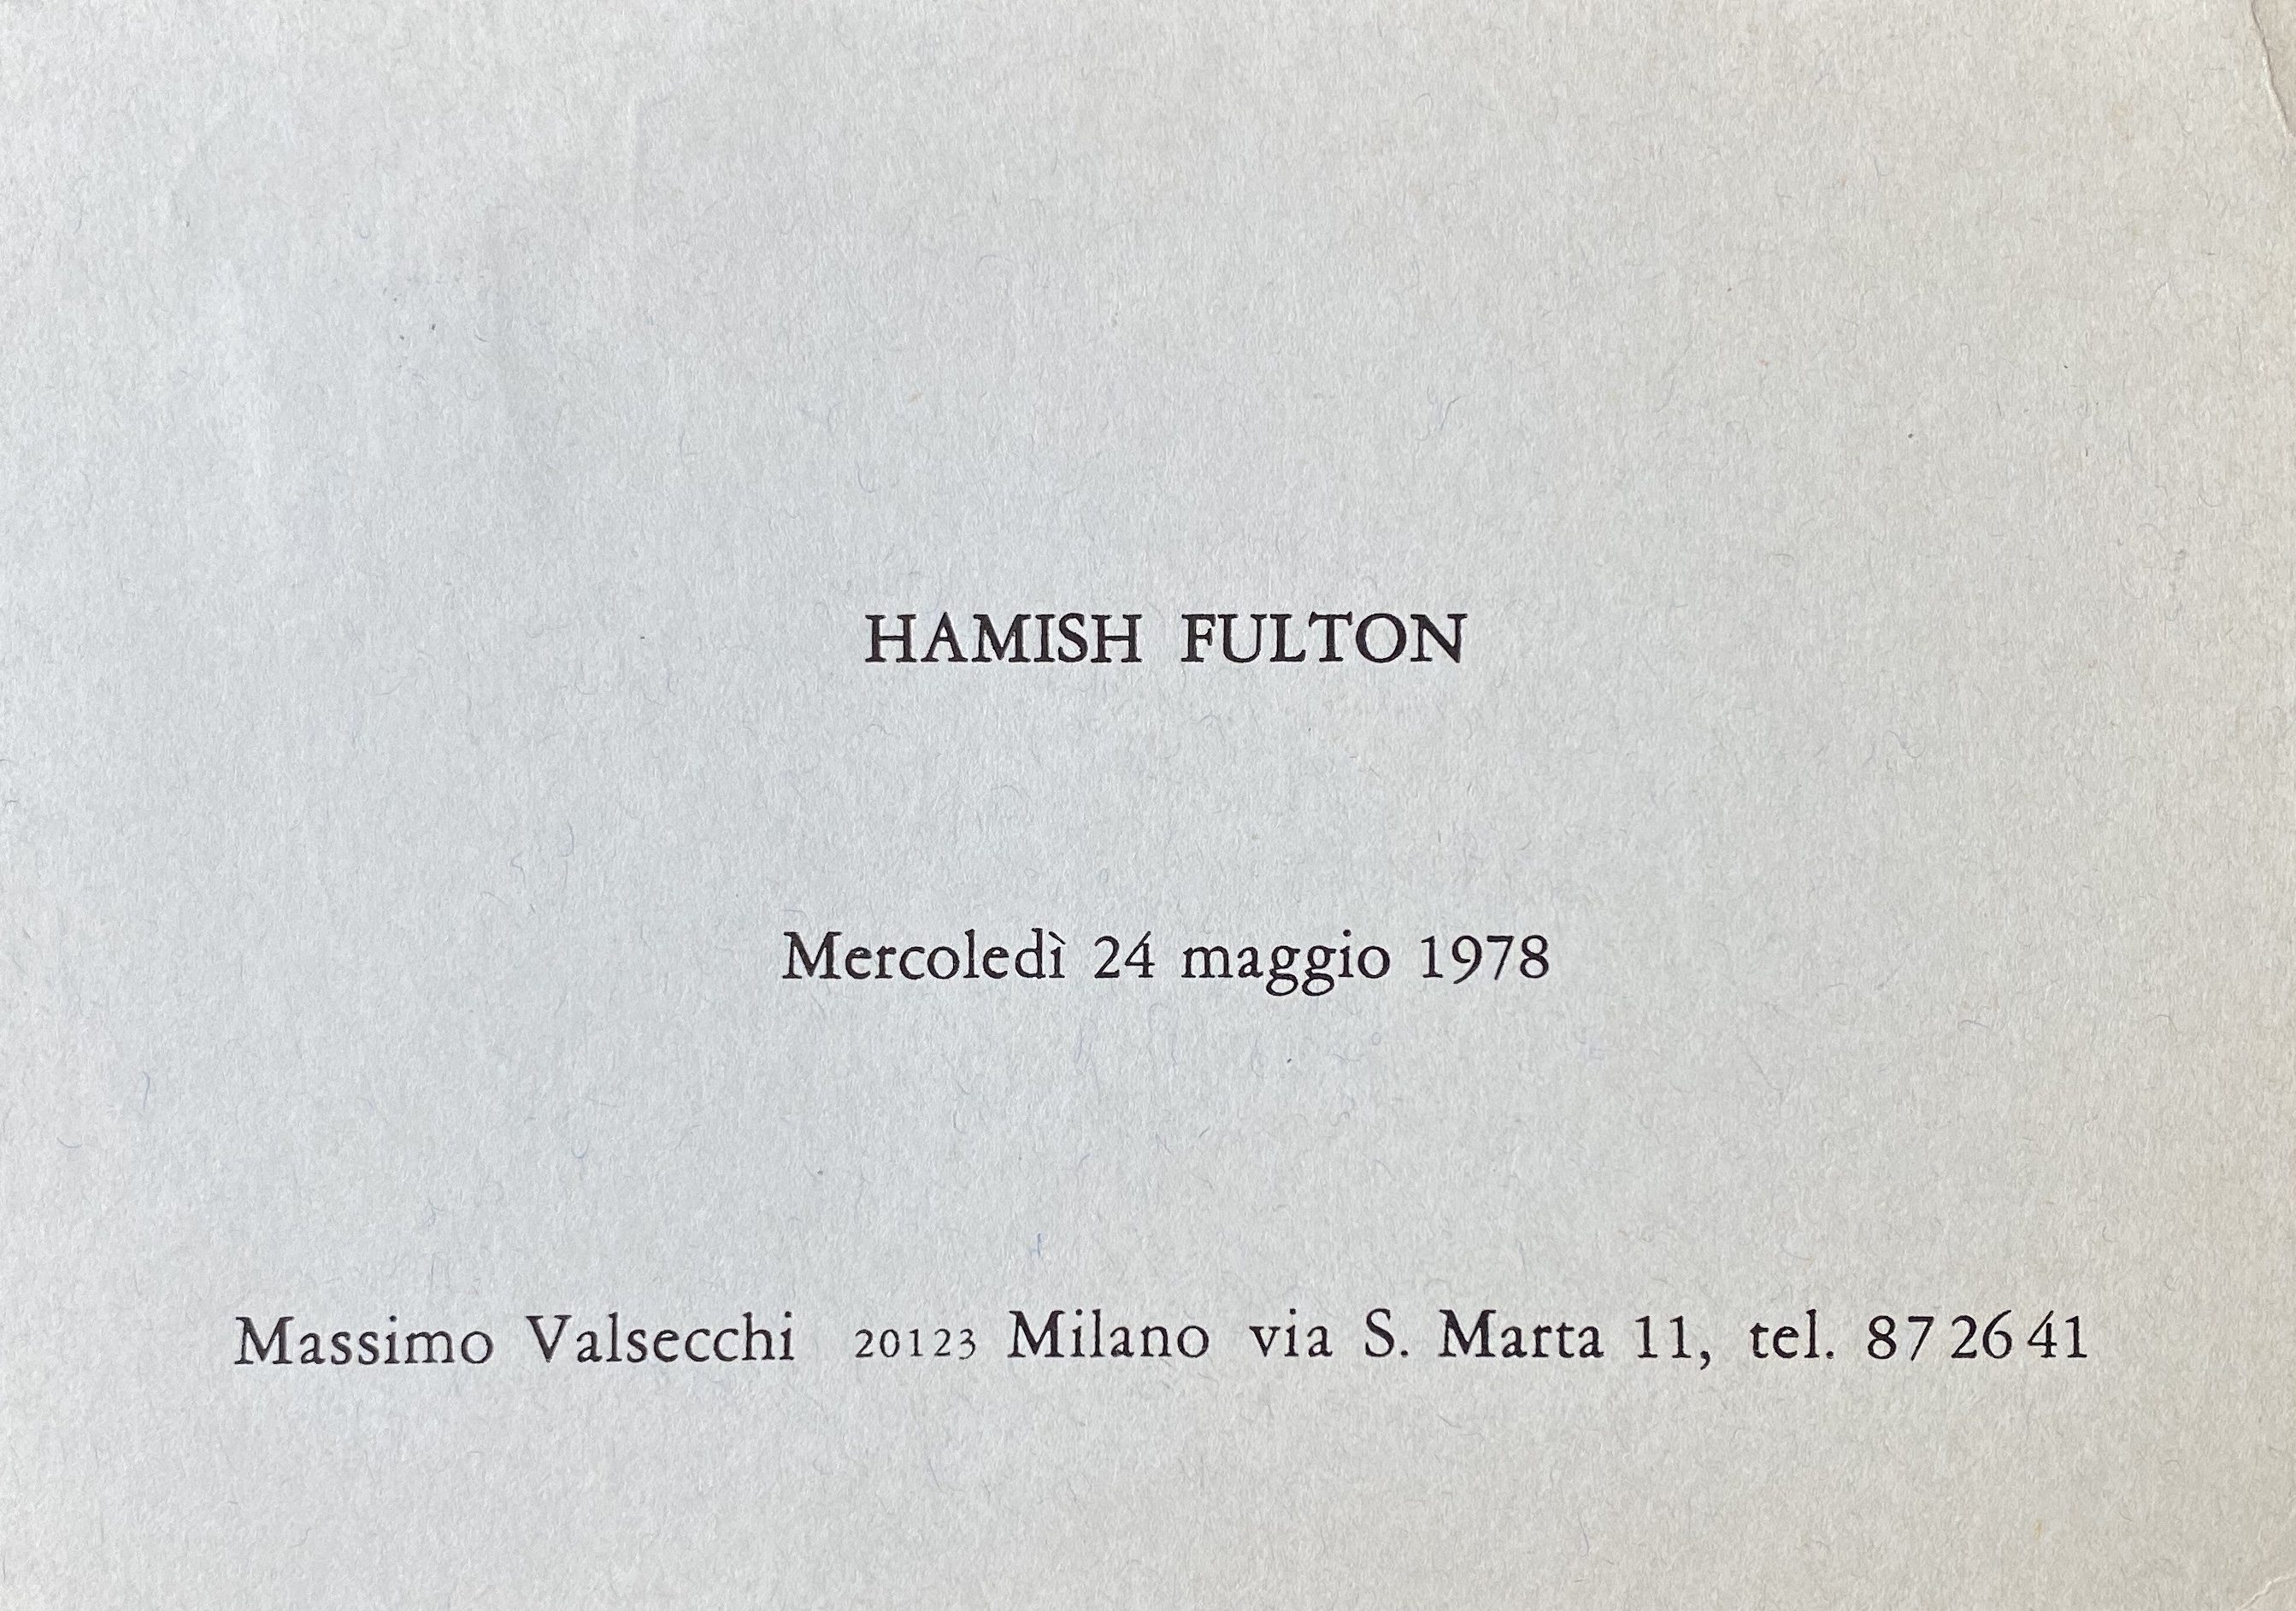 HAMISH FULTON
Mercoledì 24 maggio 1978
Massimo Valsecchi 20123 Milano via S. Marta 11, tel. 87 26 41